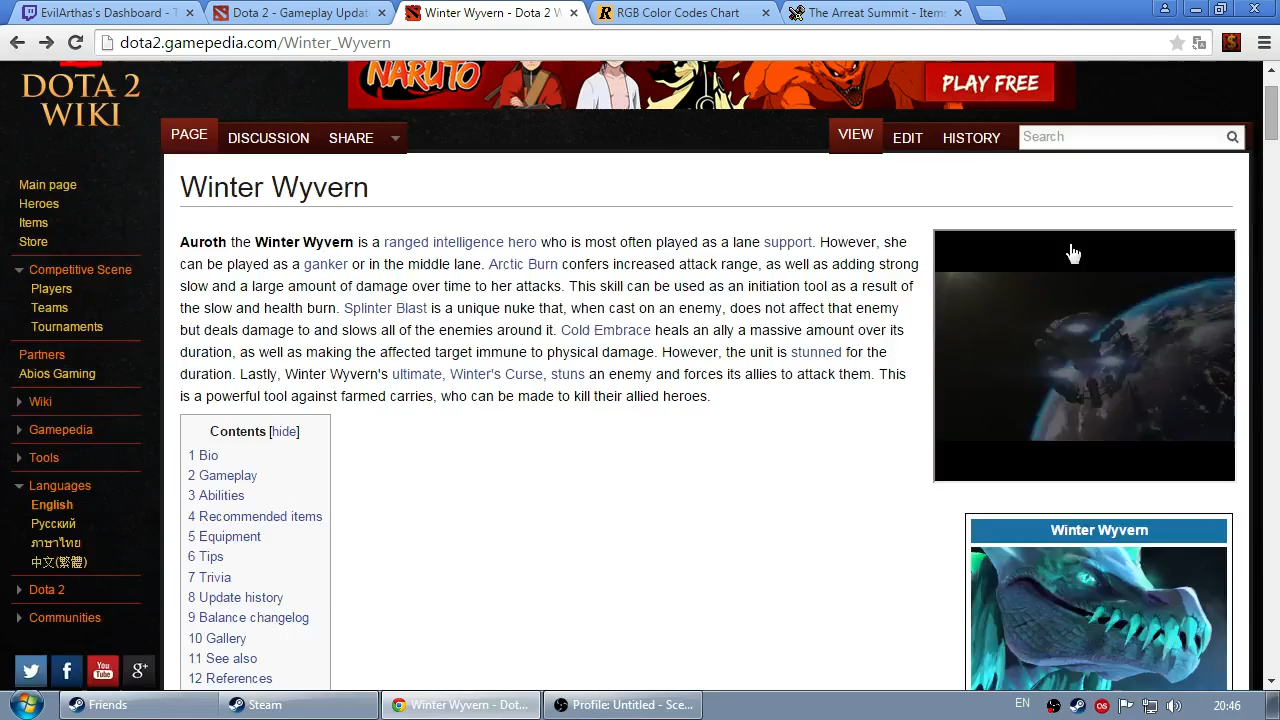 EvilArthas's Dashboard - T
Dota 2 - Gameplay Updat
Winter Wyvern - Dota 2 W
RGB Color Codes Chart
The Arreat Summit - Item
dota2.gamepedia.com/Winter_Wyvern
DOTA 2
WIKI
NARUTO
PLAY FREE
PAGE
DISCUSSION
SHARE
VIEW
EDIT
HISTORY
Search
Main page
Heroes
Items
Store
Competitive Scene
Players
Teams
Tournaments
Partners
Abios Gaming
Wiki
Gamepedia
Tools
Languages
English
Русский
ภาษาไทย
中文(繁體)
Dota 2
Communities
You
Tube
g+
Winter Wyvern
Auroth the Winter Wyvern is a ranged intelligence hero who is most often played as a lane support. However, she
can be played as a ganker or in the middle lane. Arctic Burn confers increased attack range, as well as adding strong
slow and a large amount of damage over time to her attacks. This skill can be used as an initiation tool as a result of
the slow and health burn. Splinter Blast is a unique nuke that, when cast on an enemy, does not affect that enemy
but deals damage to and slows all of the enemies around it. Cold Embrace heals an ally a massive amount over its
duration, as well as making the affected target immune to physical damage. However, the unit is stunned for the
duration. Lastly, Winter Wyvern's ultimate, Winter's Curse, stuns an enemy and forces its allies to attack them. This
is a powerful tool against farmed carries, who can be made to kill their allied heroes.
Contents [hide]
1 Bio
2 Gameplay
3 Abilities
4 Recommended items
5 Equipment
6 Tips
7 Trivia
8 Update history
9 Balance changelog
10 Gallery
11 See also
12 References
Winter Wyvern
Friends
Steam
Winter Wyvern - Dot...
Profile: Untitled - Sce...
EN
20:46